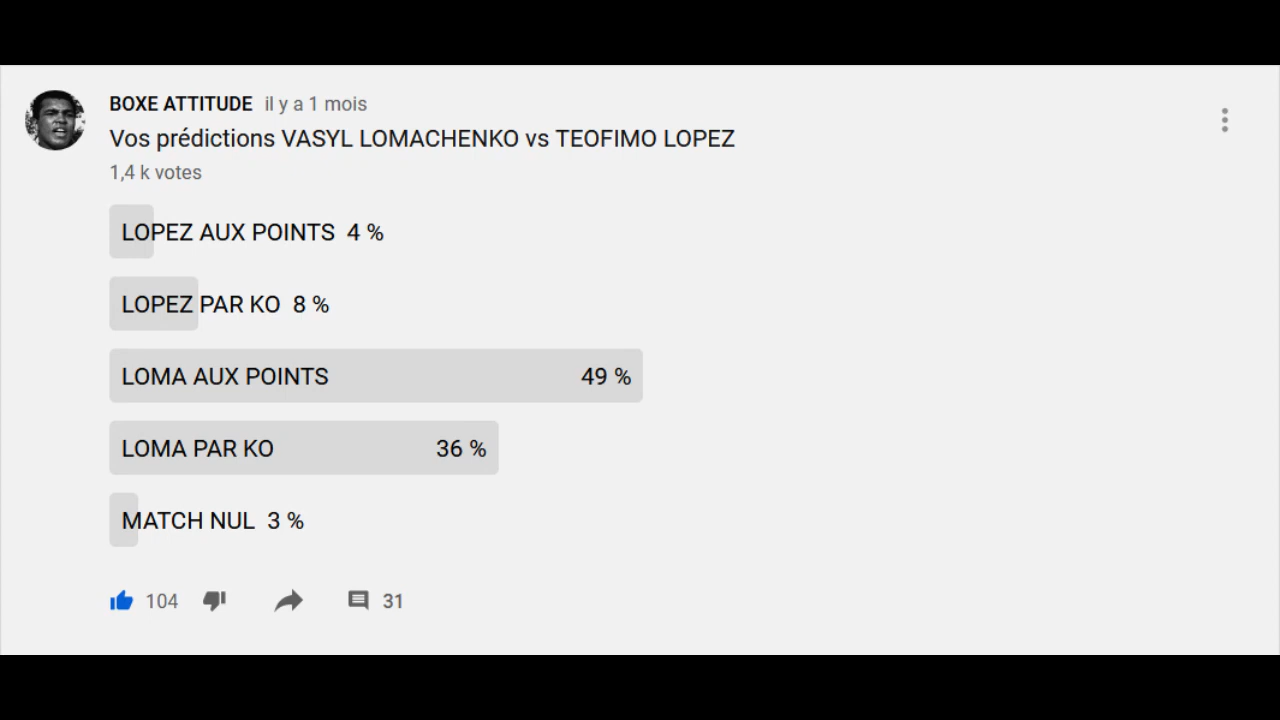 BOXE ATTITUDE il y a 1 mois
Vos prédictions VASYL LOMACHENKO vs TEOFIMO LOPEZ
1,4 k votes
LOPEZ AUX POINTS 4 %
LOPEZ PAR KO 8 %
LOMA AUX POINTS 49 %
LOMA PAR KO 36 %
MATCH NUL 3 %
104 31